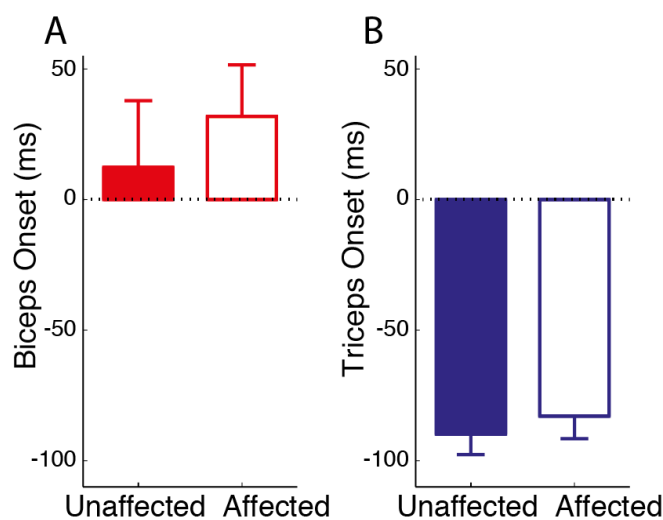 A
B
Biceps Onset (ms)
50
0
-50
-100
Unaffected
Affected
Triceps Onset (ms)
50
0
-50
-100
Unaffected
Affected